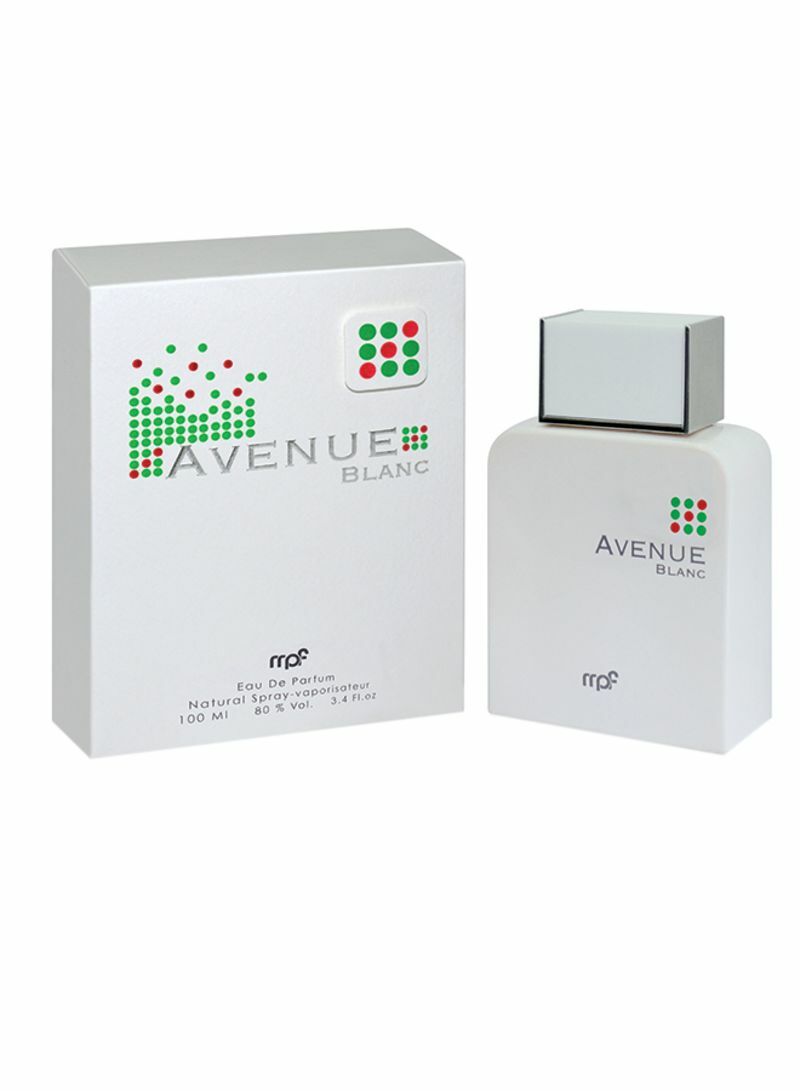 AVENUE
BLANC
mpf
Eau De Parfum
Natural Spray-vaporisateur
100 Ml 80 % Vol. 3.4 Fl.oz
AVENUE
BLANC
mpf